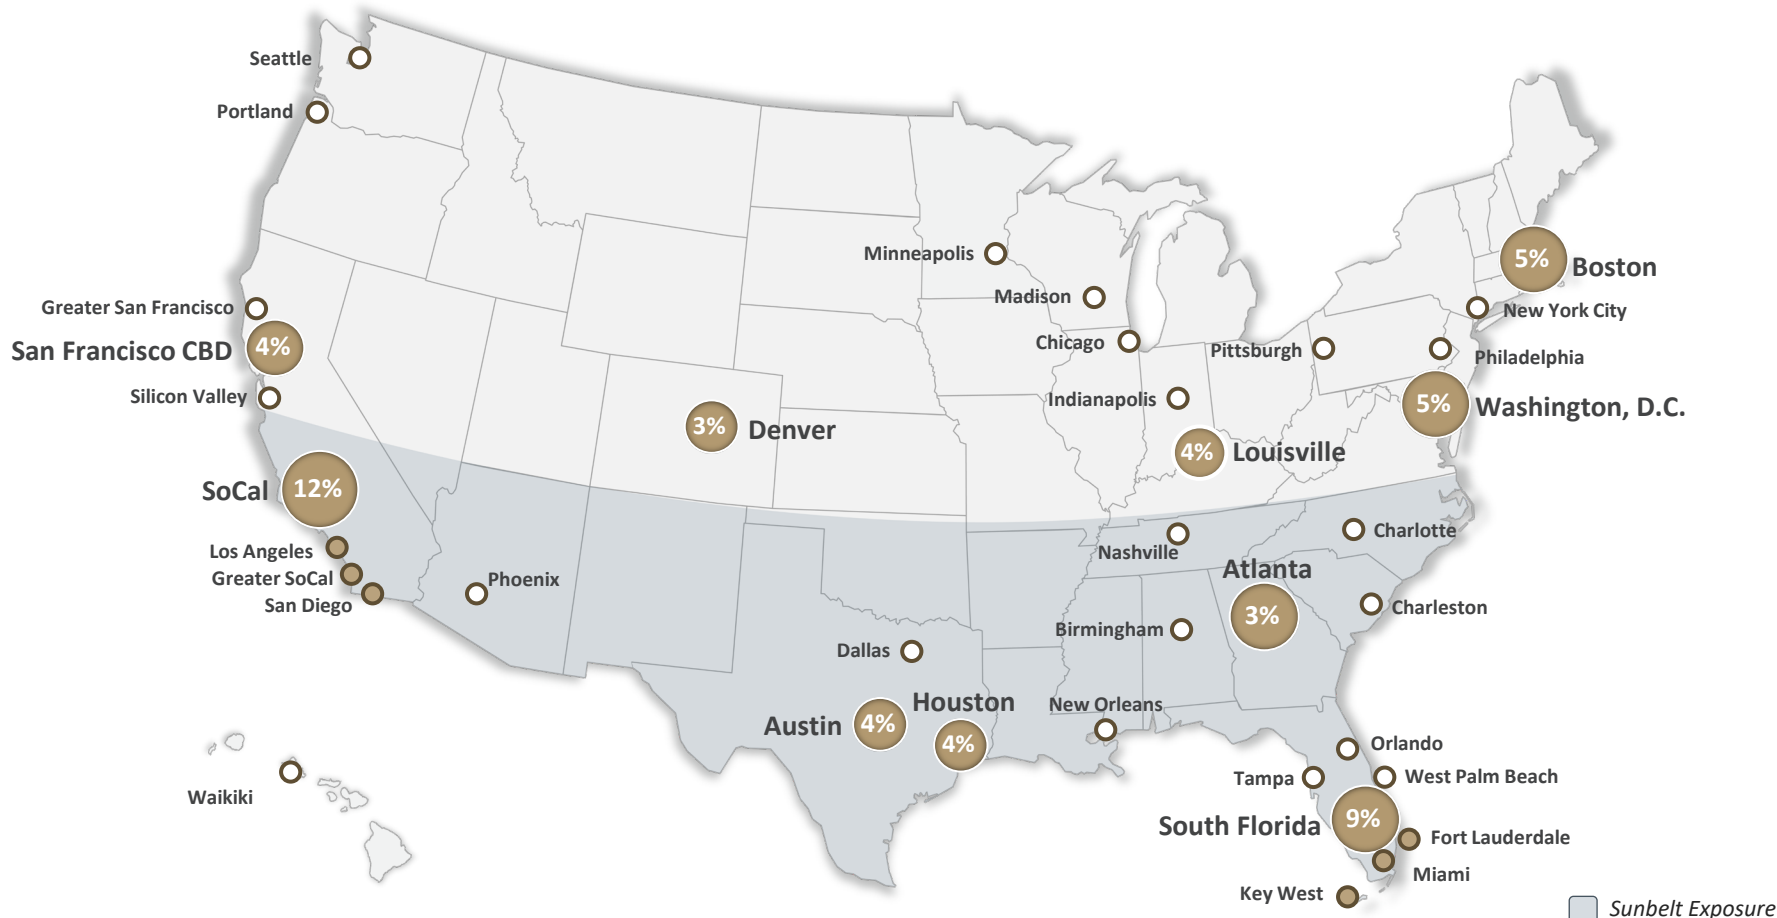 Seattle
Portland
Minneapolis
Madison
Chicago
5%
Boston
New York City
Pittsburgh
Philadelphia
Greater San Francisco
San Francisco CBD
4%
Silicon Valley
3%
Denver
Indianapolis
4%
Louisville
5%
Washington, D.C.
SoCal
12%
Los Angeles
Greater SoCal
San Diego
Phoenix
Nashville
Charlotte
Atlanta
3%
Charleston
Birmingham
Dallas
Austin
4%
Houston
4%
New Orleans
Orlando
Tampa
West Palm Beach
South Florida
9%
Fort Lauderdale
Miami
Key West
Waikiki
Sunbelt Exposure